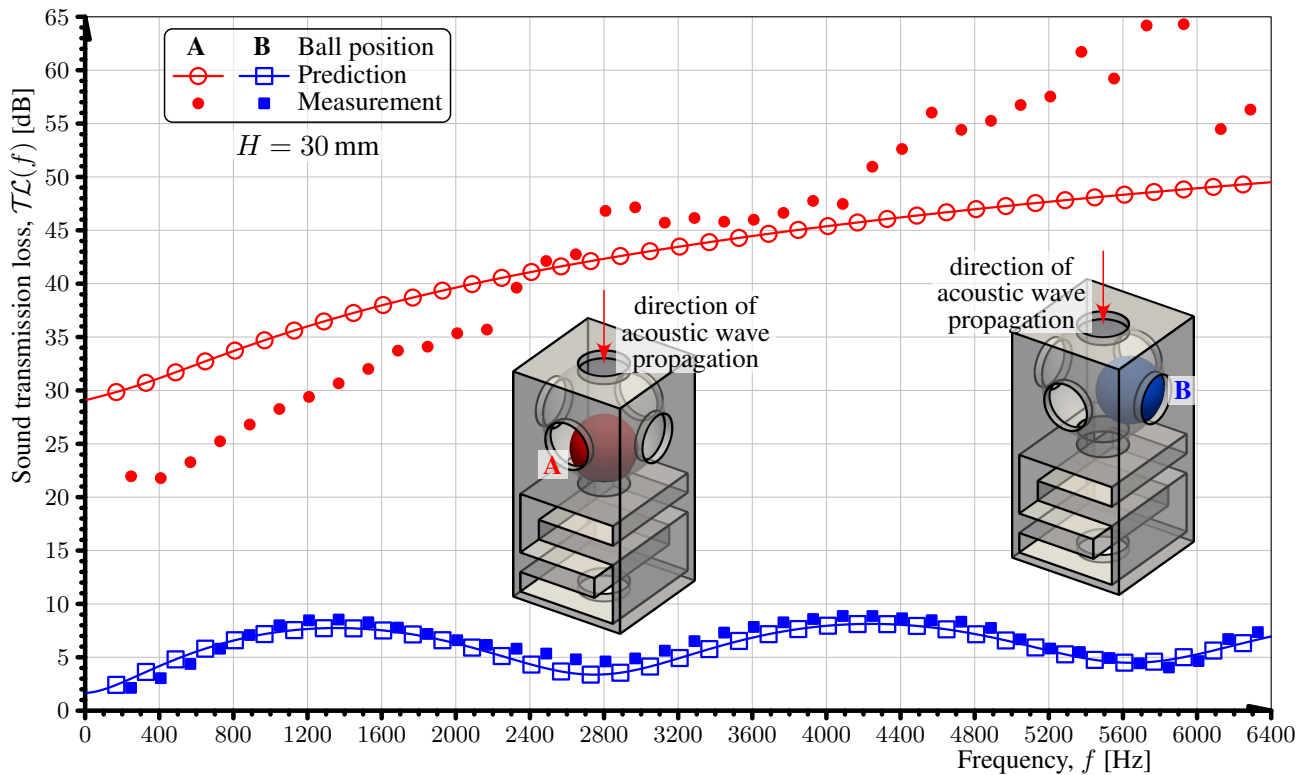 Sound transmission loss, 𝒯ℒ(f) [dB]
65
60
55
50
45
40
35
30
25
20
15
10
5
0
A B Ball position
Prediction
Measurement
H = 30 mm
direction of
acoustic wave
propagation
A
direction of
acoustic wave
propagation
B
0 400 800 1200 1600 2000 2400 2800 3200 3600 4000 4400 4800 5200 5600 6000 6400
Frequency, f [Hz]